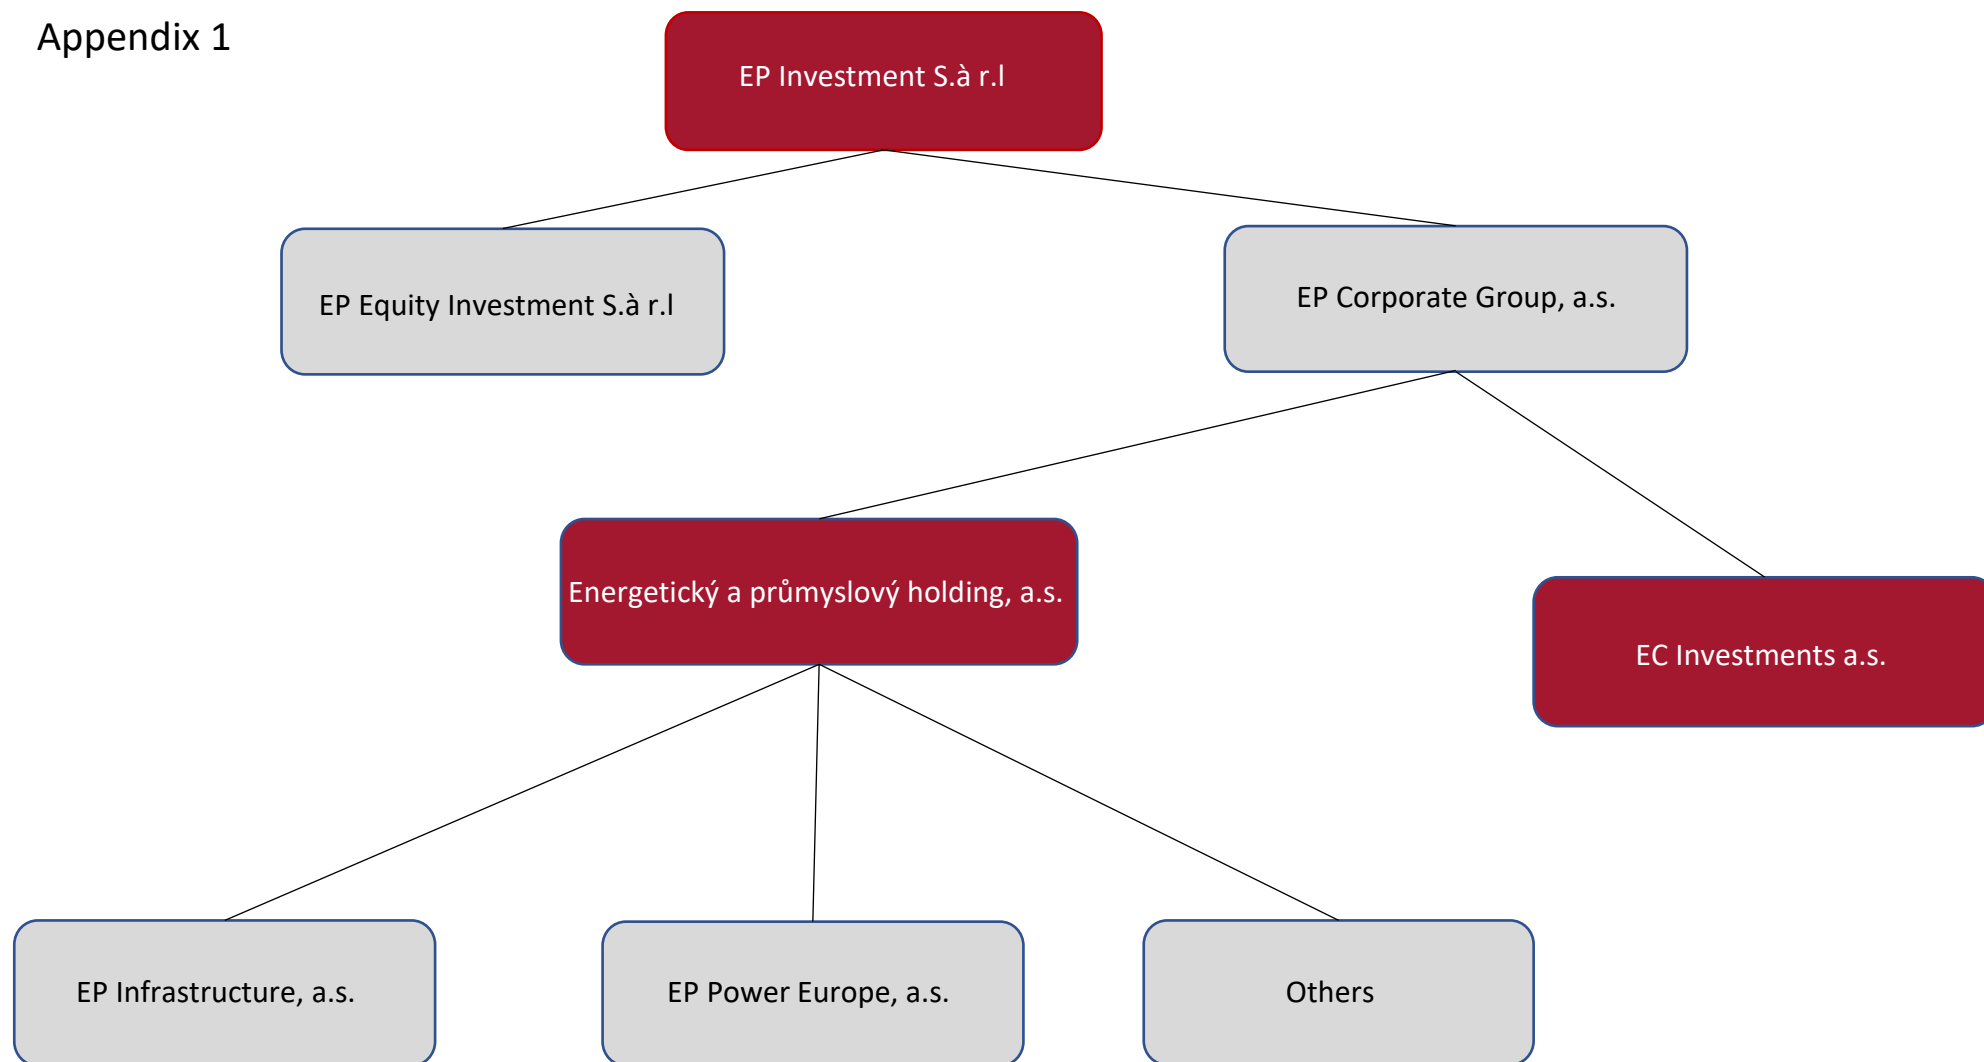 Appendix 1
EP Investment S.à r.l
EP Equity Investment S.à r.l
EP Corporate Group, a.s.
Energetický a průmyslový holding, a.s.
EC Investments a.s.
EP Infrastructure, a.s.
EP Power Europe, a.s.
Others